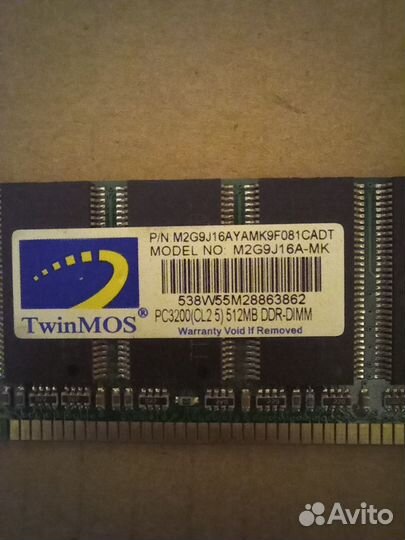 P/N M2G9J16AYAMK9F081CADT
MODEL NO: M2G9J16A-MK
538W55M28863862
TwinMOS®
PC3200(CL2 5) 512MB DDR-DIMM
Warranty Void If Removed
Avito